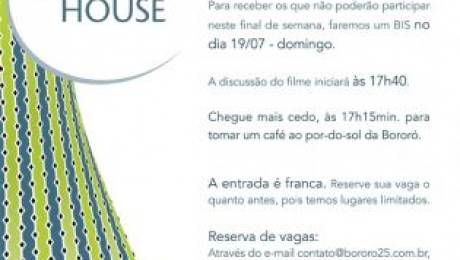 HOUSE
Para receber os que não poderão participar
neste final de semana, faremos um BIS no
dia 19/07 - domingo.
A discussão do filme iniciará às 17h40.
Chegue mais cedo, às 17h15min. para
tomar um café ao por-do-sol da Bororó.
A entrada é franca. Reserve sua vaga o
quanto antes, pois temos lugares limitados.
Reserva de vagas:
Através do e-mail contato@bororo25.com.br,